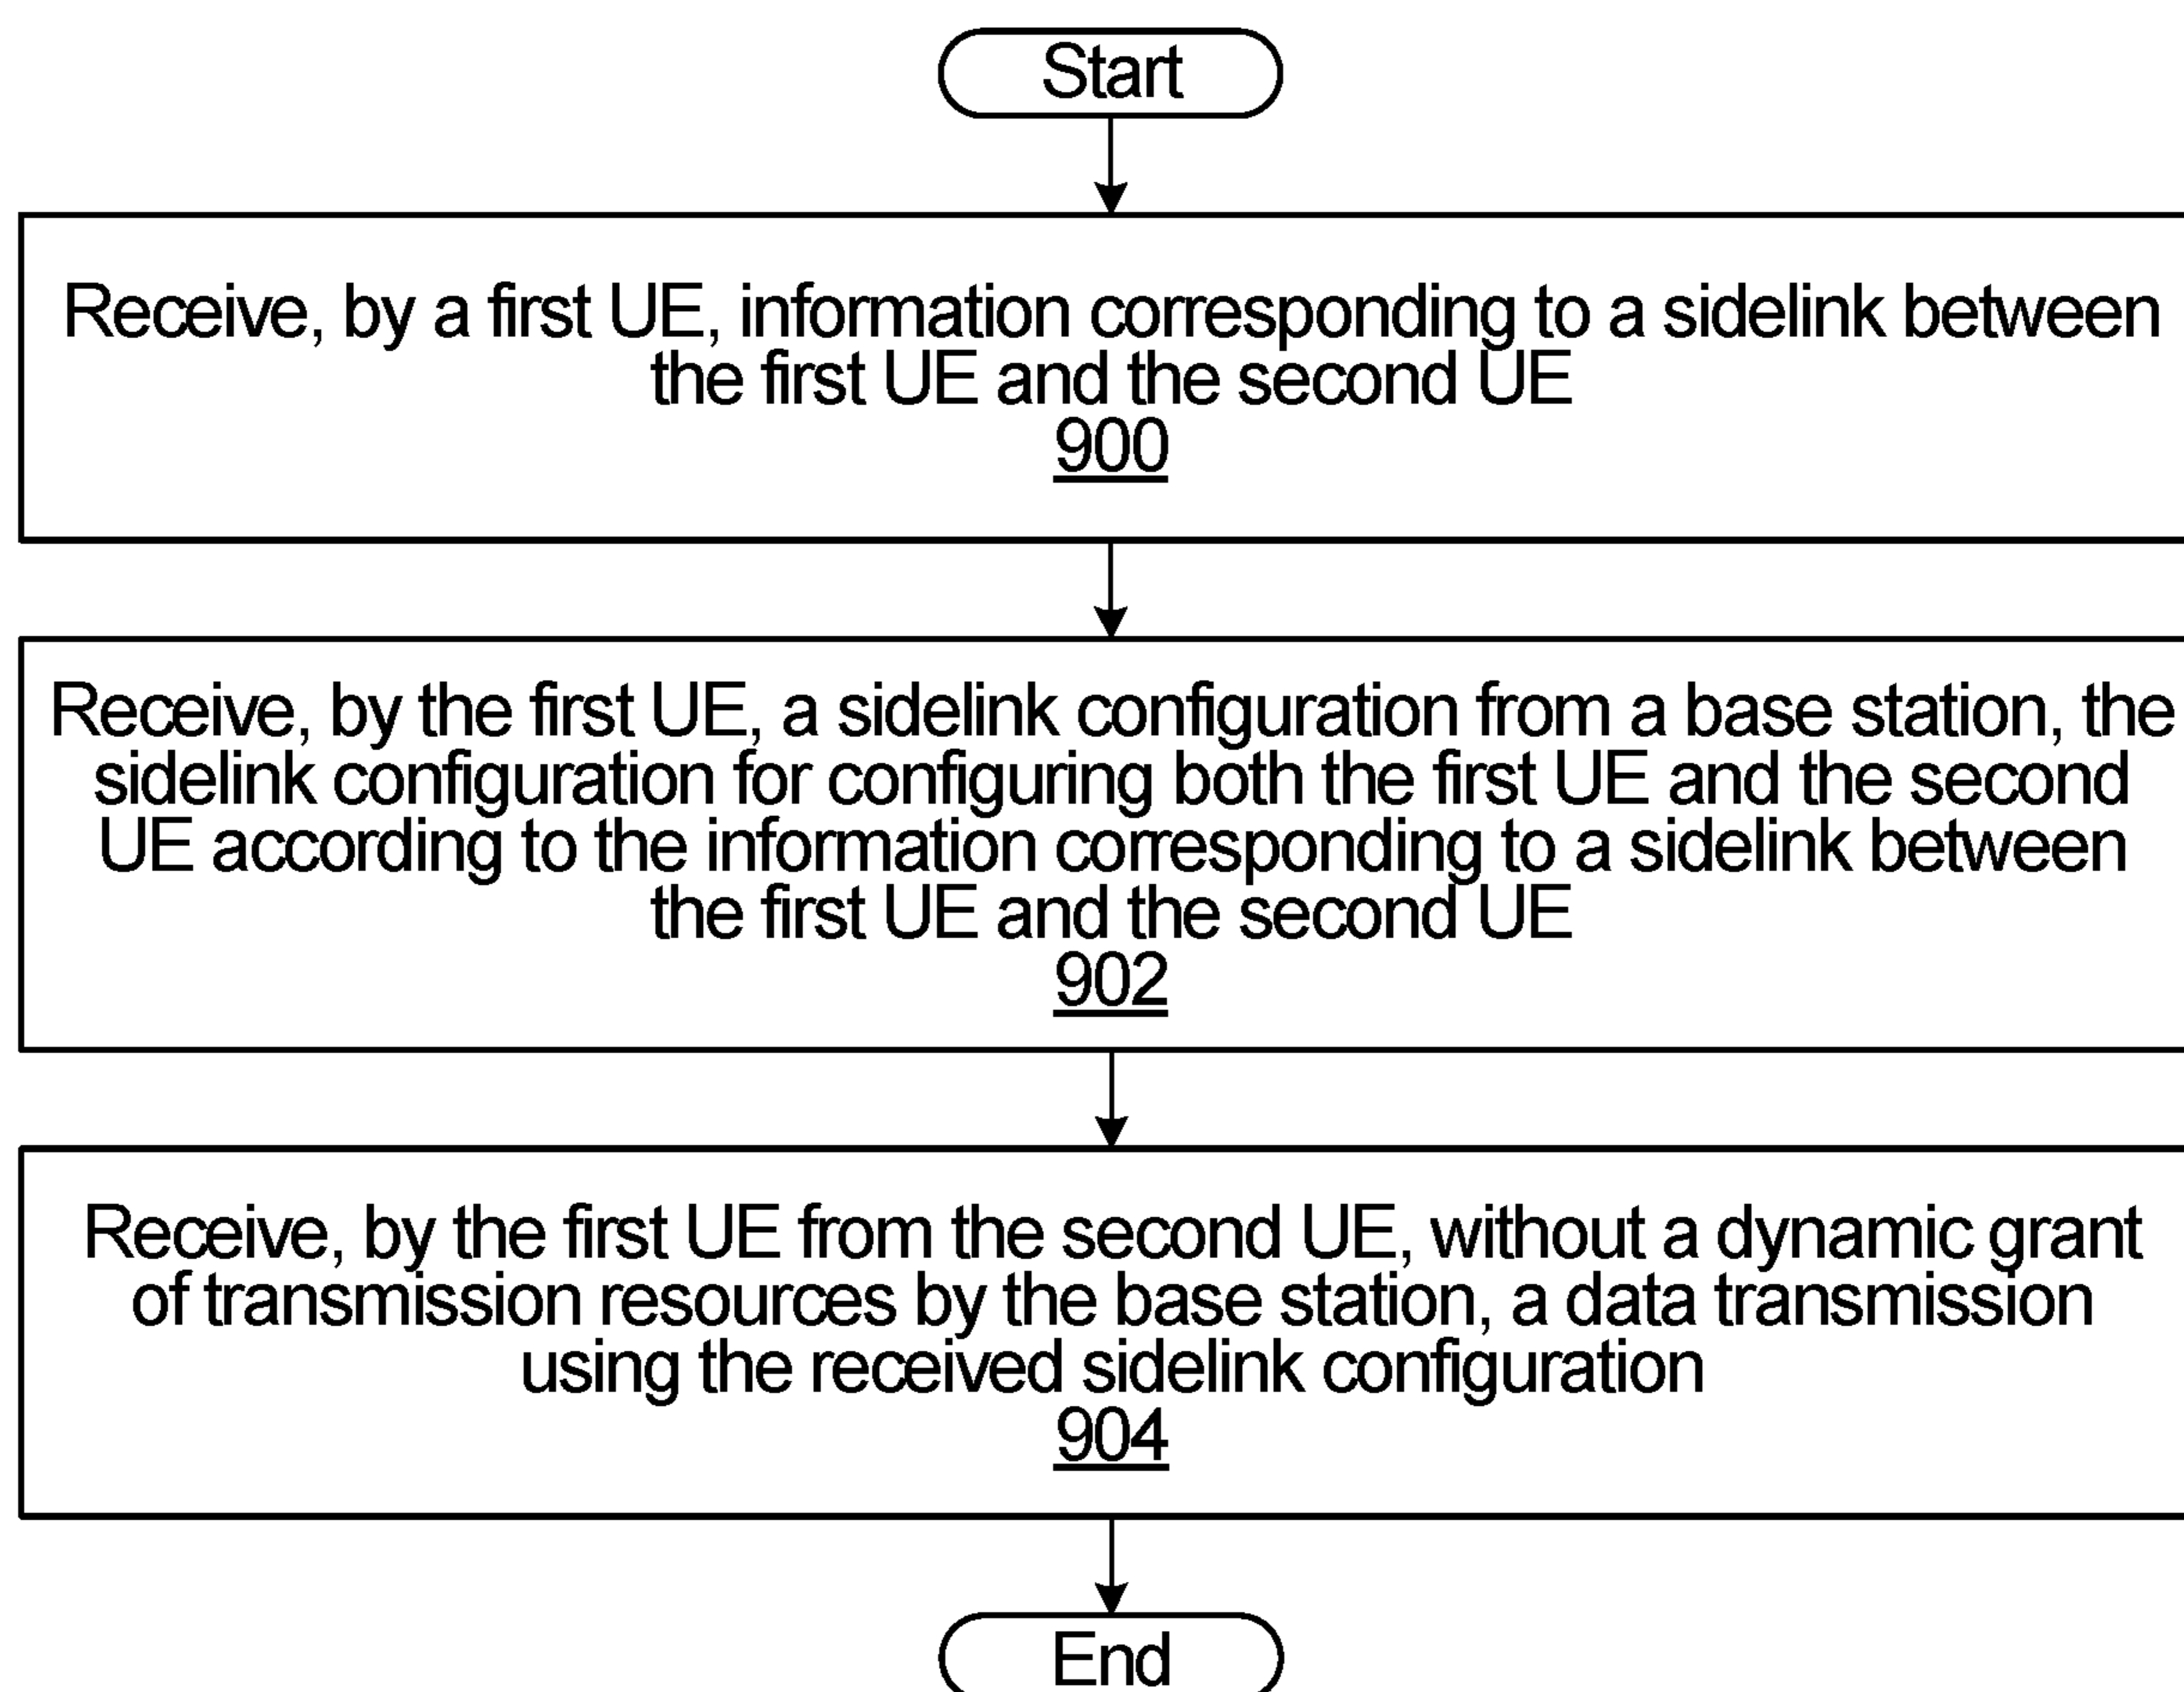 Start
Receive, by a first UE, information corresponding to a sidelink between
the first UE and the second UE
900
Receive, by the first UE, a sidelink configuration from a base station, the
sidelink configuration for configuring both the first UE and the second
UE according to the information corresponding to a sidelink between
the first UE and the second UE
902
Receive, by the first UE from the second UE, without a dynamic grant
of transmission resources by the base station, a data transmission
using the received sidelink configuration
904
End